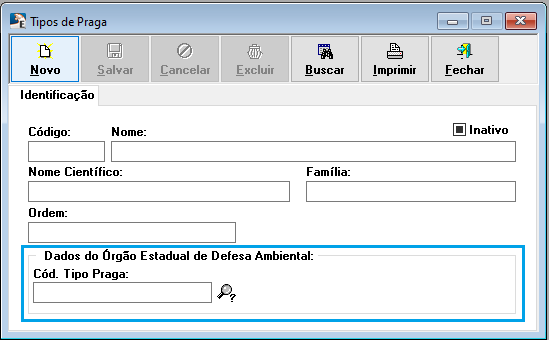 Tipos de Praga
Novo Salvar Cancelar Excluir Buscar Imprimir Fechar
Identificação
Código: Nome: Inativo
Nome Científico: Família:
Ordem:
Dados do Órgão Estadual de Defesa Ambiental:
Cód. Tipo Praga: